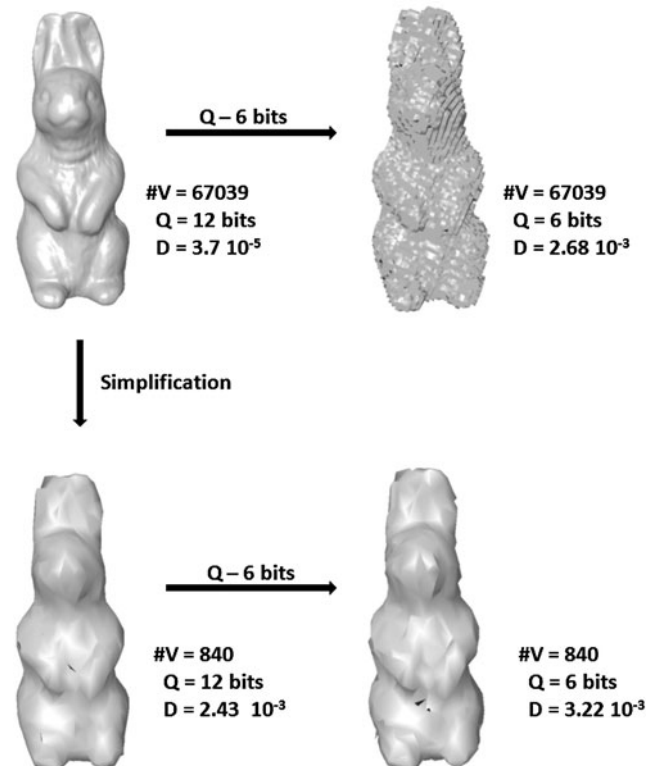 Q – 6 bits
#V = 67039
Q = 12 bits
D = 3.7 10⁻⁵
#V = 67039
Q = 6 bits
D = 2.68 10⁻³
Simplification
Q – 6 bits
#V = 840
Q = 12 bits
D = 2.43 10⁻³
#V = 840
Q = 6 bits
D = 3.22 10⁻³